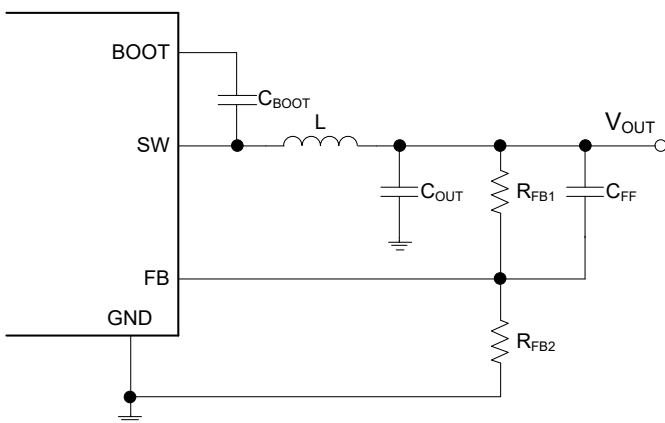 BOOT
CBOOT
L
VOUT
SW
COUT
RFB1
CFF
FB
GND
RFB2